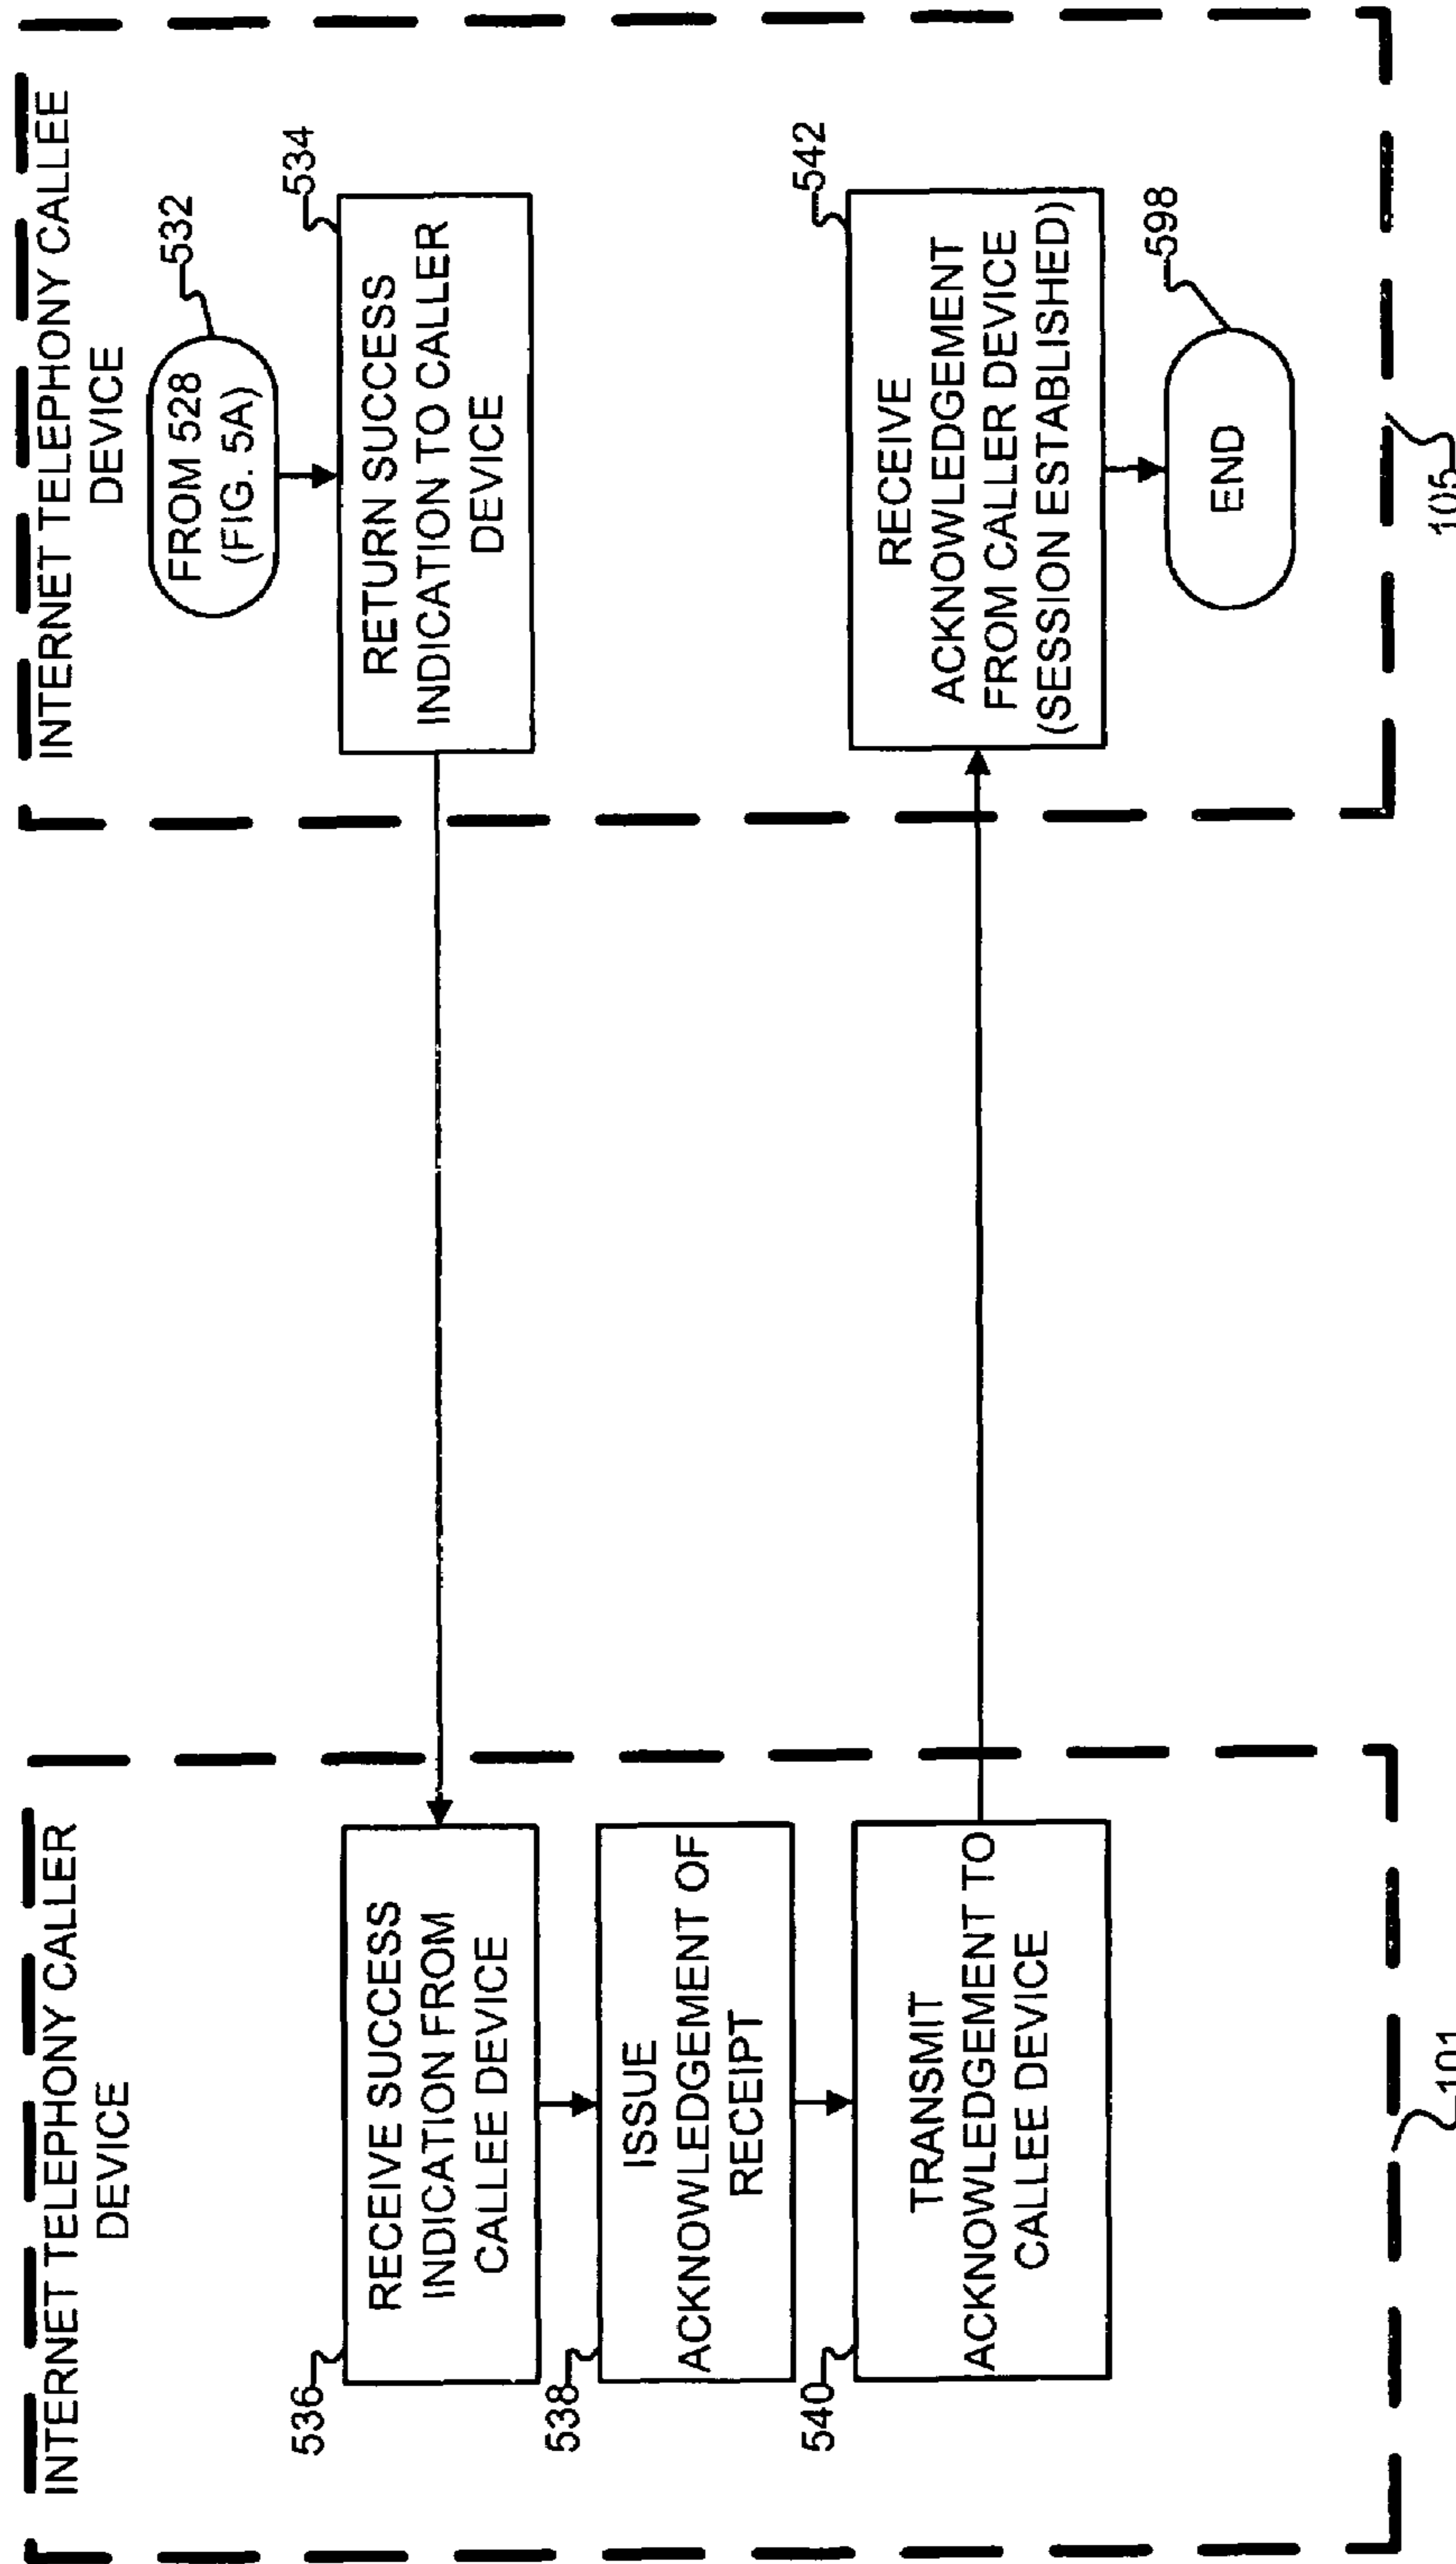 INTERNET TELEPHONY CALLER
DEVICE
536
RECEIVE SUCCESS
INDICATION FROM
CALLEE DEVICE
538
ISSUE
ACKNOWLEDGEMENT OF
RECEIPT
540
TRANSMIT
ACKNOWLEDGEMENT TO
CALLEE DEVICE
101
INTERNET TELEPHONY CALLEE
DEVICE
532
FROM 528
(FIG. 5A)
534
RETURN SUCCESS
INDICATION TO CALLER
DEVICE
542
RECEIVE
ACKNOWLEDGEMENT
FROM CALLER DEVICE
(SESSION ESTABLISHED)
598
END
105